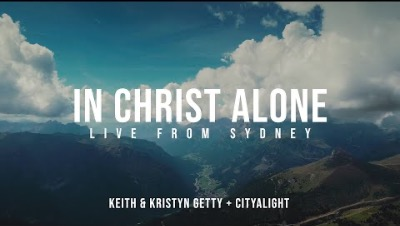 IN CHRIST ALONE
LIVE FROM SYDNEY
KEITH & KRISTYN GETTY + CITYALIGHT